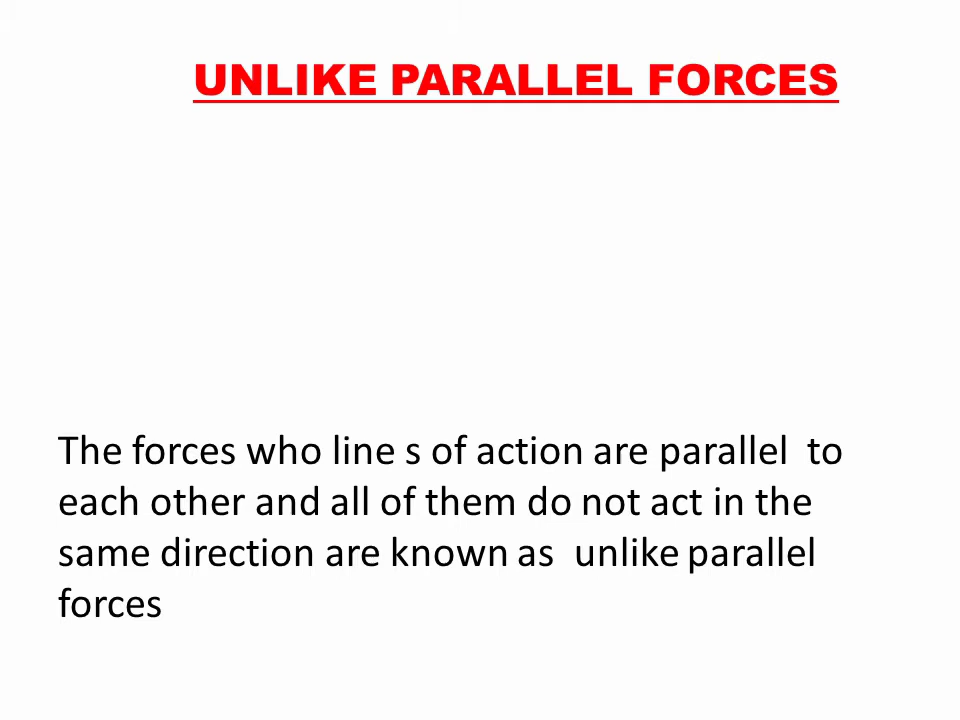 UNLIKE PARALLEL FORCES
The forces who line s of action are parallel  to
each other and all of them do not act in the
same direction are known as  unlike parallel
forces